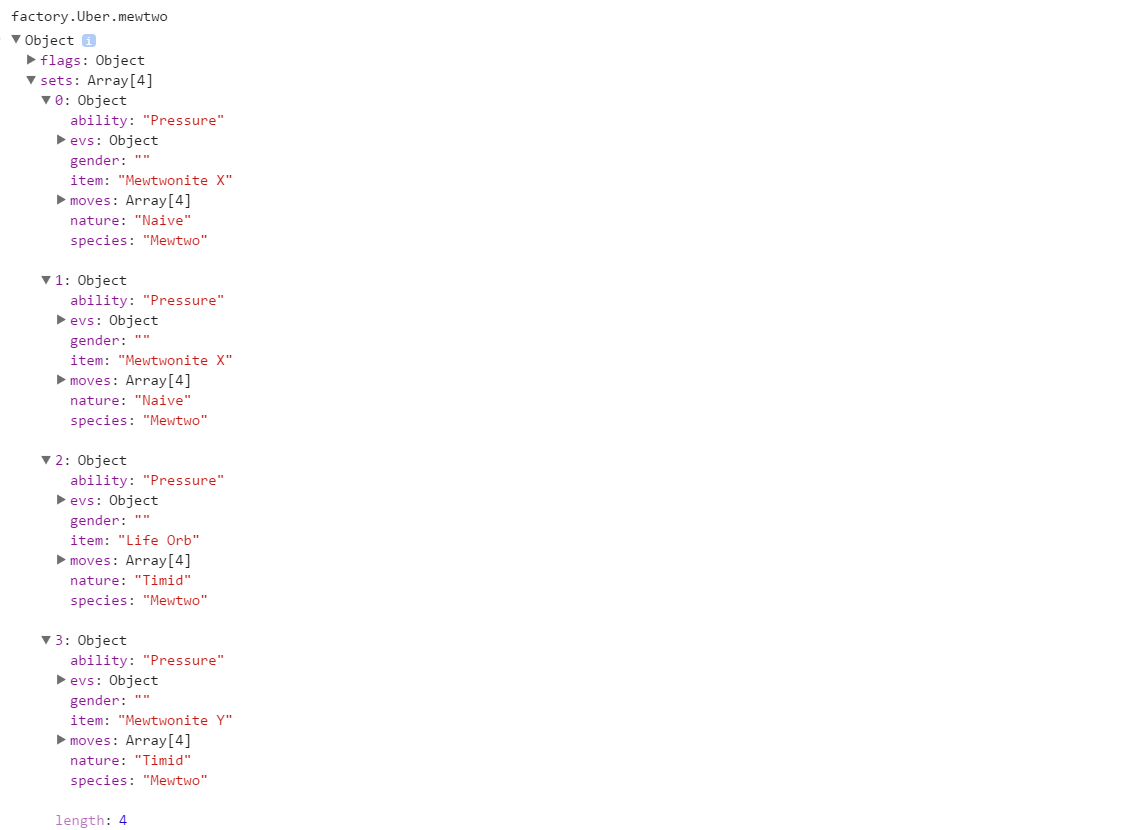 factory.Uber.mewtwo
Object i
flags: Object
sets: Array[4]
0: Object
ability: "Pressure"
evs: Object
gender: ""
item: "Mewtwonite X"
moves: Array[4]
nature: "Naive"
species: "Mewtwo"
1: Object
ability: "Pressure"
evs: Object
gender: ""
item: "Mewtwonite X"
moves: Array[4]
nature: "Naive"
species: "Mewtwo"
2: Object
ability: "Pressure"
evs: Object
gender: ""
item: "Life Orb"
moves: Array[4]
nature: "Timid"
species: "Mewtwo"
3: Object
ability: "Pressure"
evs: Object
gender: ""
item: "Mewtwonite Y"
moves: Array[4]
nature: "Timid"
species: "Mewtwo"
length: 4